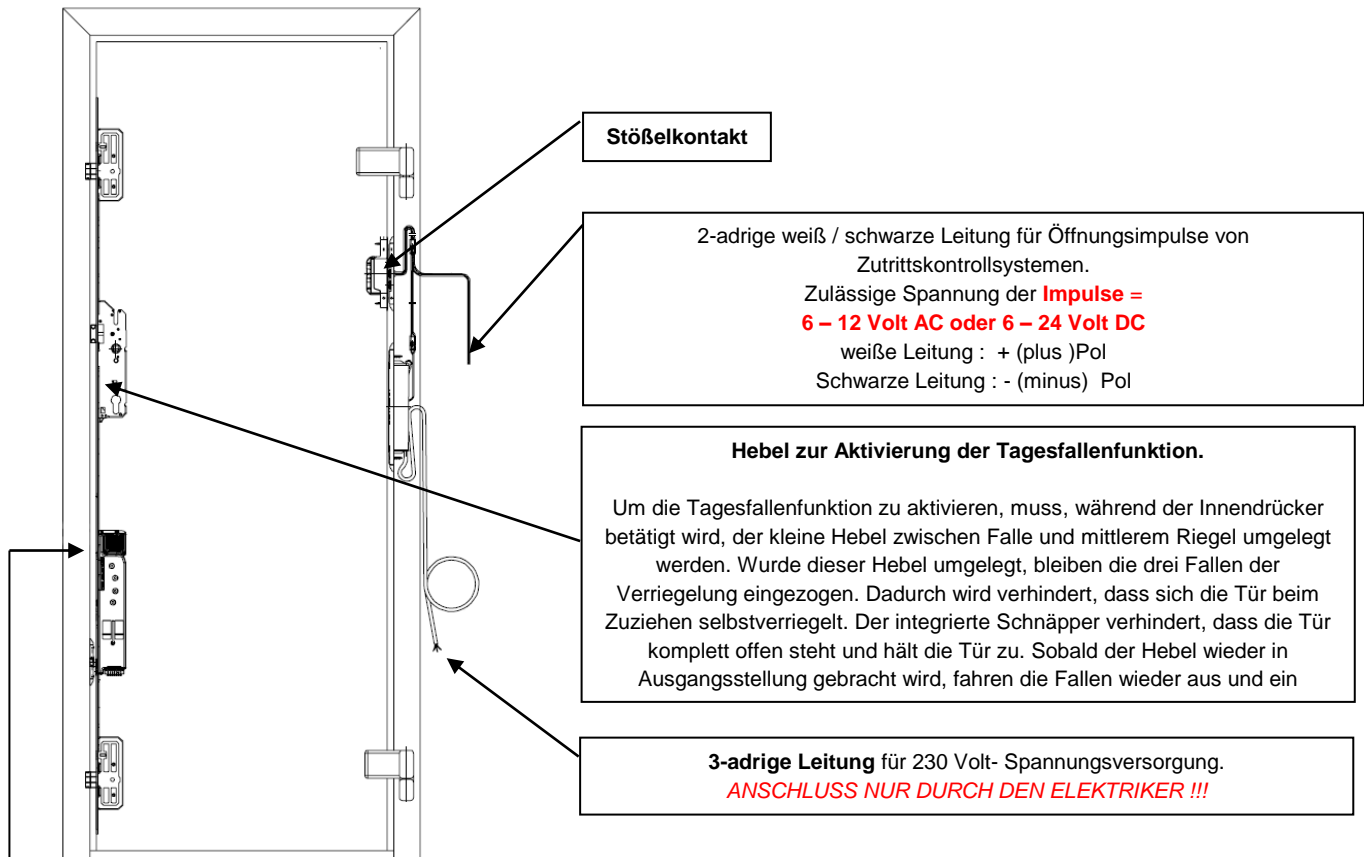 Stößelkontakt
2-adrige weiß / schwarze Leitung für Öffnungsimpulse von
Zutrittskontrollsystemen.
Zulässige Spannung der Impulse =
6 – 12 Volt AC oder 6 – 24 Volt DC
weiße Leitung : + (plus )Pol
Schwarze Leitung : - (minus) Pol
Hebel zur Aktivierung der Tagesfallenfunktion.
Um die Tagesfallenfunktion zu aktivieren, muss, während der Innendrücker
betätigt wird, der kleine Hebel zwischen Falle und mittlerem Riegel umgelegt
werden. Wurde dieser Hebel umgelegt, bleiben die drei Fallen der
Verriegelung eingezogen. Dadurch wird verhindert, dass sich die Tür beim
Zuziehen selbstverriegelt. Der integrierte Schnäpper verhindert, dass die Tür
komplett offen steht und hält die Tür zu. Sobald der Hebel wieder in
Ausgangsstellung gebracht wird, fahren die Fallen wieder aus und ein
3-adrige Leitung für 230 Volt- Spannungsversorgung.
ANSCHLUSS NUR DURCH DEN ELEKTRIKER !!!